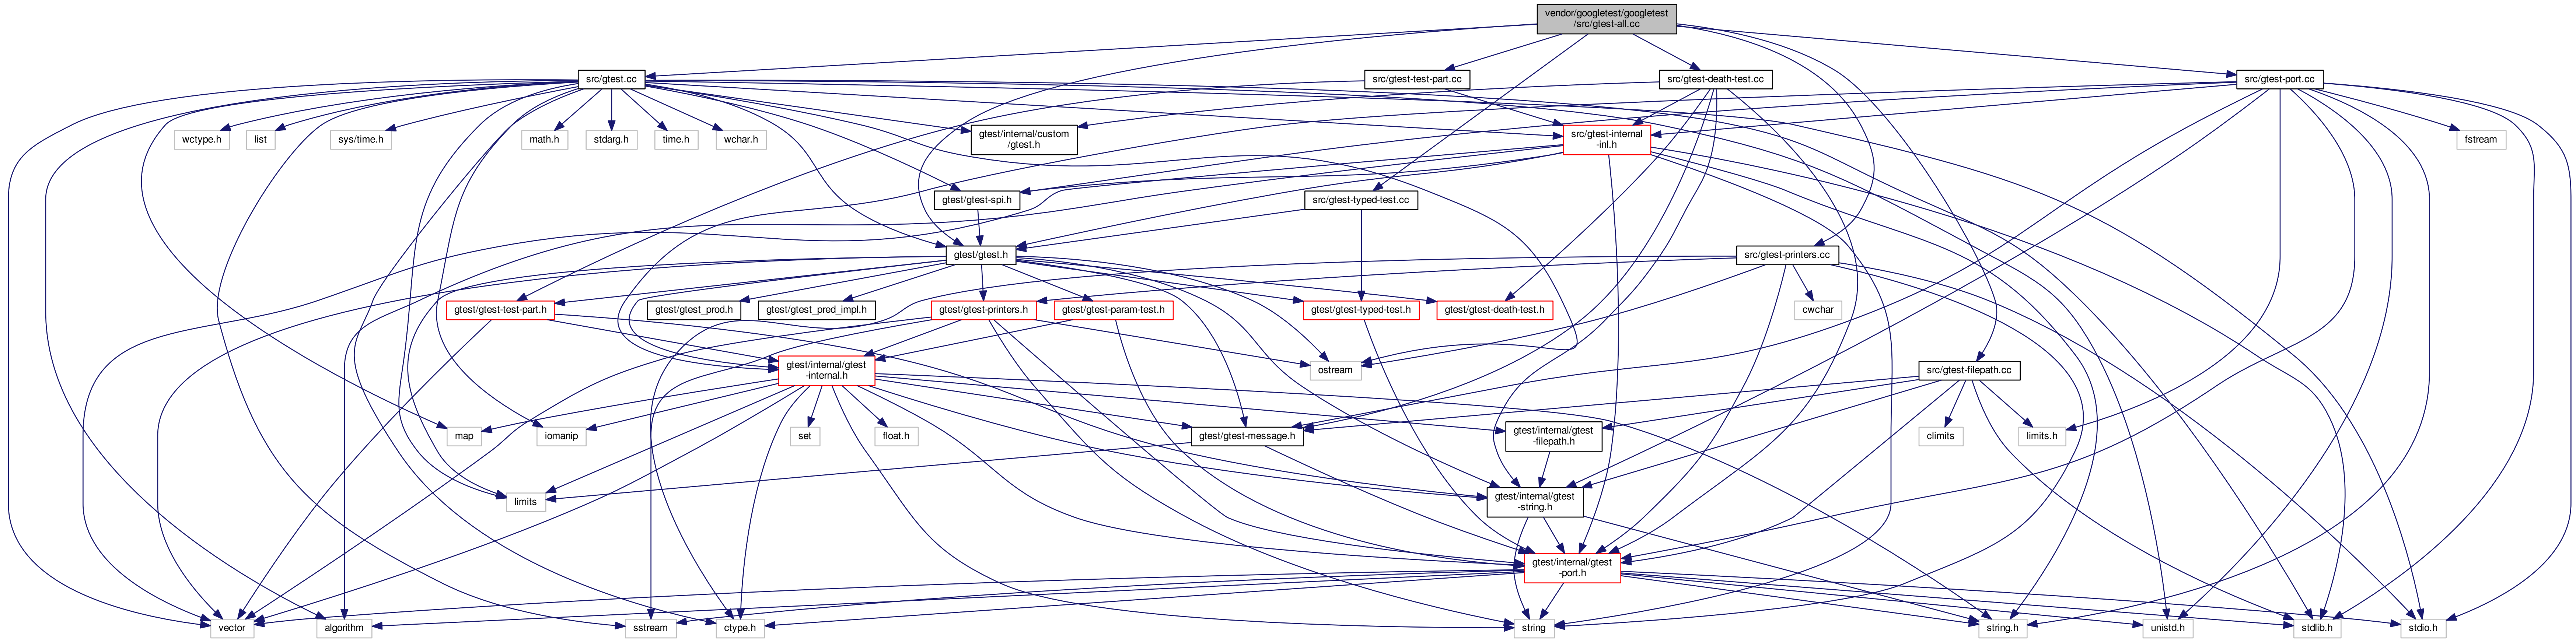 vendor/googletest/googletest
/src/gtest-all.cc
src/gtest.cc
src/gtest-test-part.cc
src/gtest-death-test.cc
src/gtest-port.cc
wctype.h
list
sys/time.h
math.h
stdarg.h
time.h
wchar.h
gtest/internal/custom
/gtest.h
src/gtest-internal
-inl.h
fstream
gtest/gtest-spi.h
src/gtest-typed-test.cc
gtest/gtest.h
src/gtest-printers.cc
gtest/gtest-test-part.h
gtest/gtest_prod.h
gtest/gtest_pred_impl.h
gtest/gtest-printers.h
gtest/gtest-param-test.h
gtest/gtest-typed-test.h
gtest/gtest-death-test.h
cwchar
gtest/internal/gtest
-internal.h
ostream
src/gtest-filepath.cc
map
iomanip
set
float.h
gtest/gtest-message.h
gtest/internal/gtest
-filepath.h
climits
limits.h
limits
gtest/internal/gtest
-string.h
gtest/internal/gtest
-port.h
vector
algorithm
sstream
ctype.h
string
string.h
unistd.h
stdlib.h
stdio.h